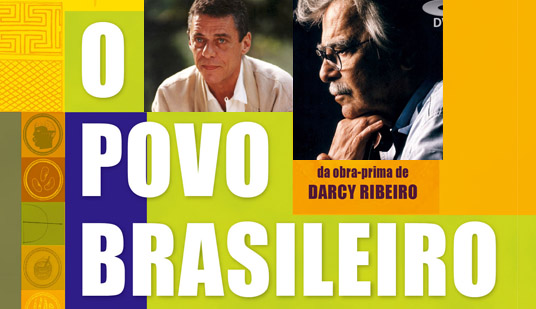 O
POVO
BRASILEIRO
da obra-prima de
DARCY RIBEIRO